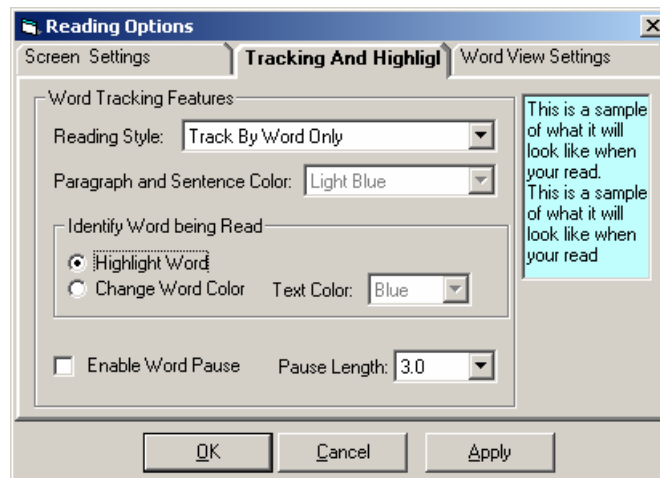 Reading Options
Screen Settings
Tracking And Highligl
Word View Settings
Word Tracking Features
Reading Style: Track By Word Only
Paragraph and Sentence Color: Light Blue
Identify Word being Read
Highlight Word
Change Word Color Text Color: Blue
Enable Word Pause Pause Length: 3.0
This is a sample
of what it will
look like when
your read.
This is a sample
of what it will
look like when
your read
OK Cancel Apply